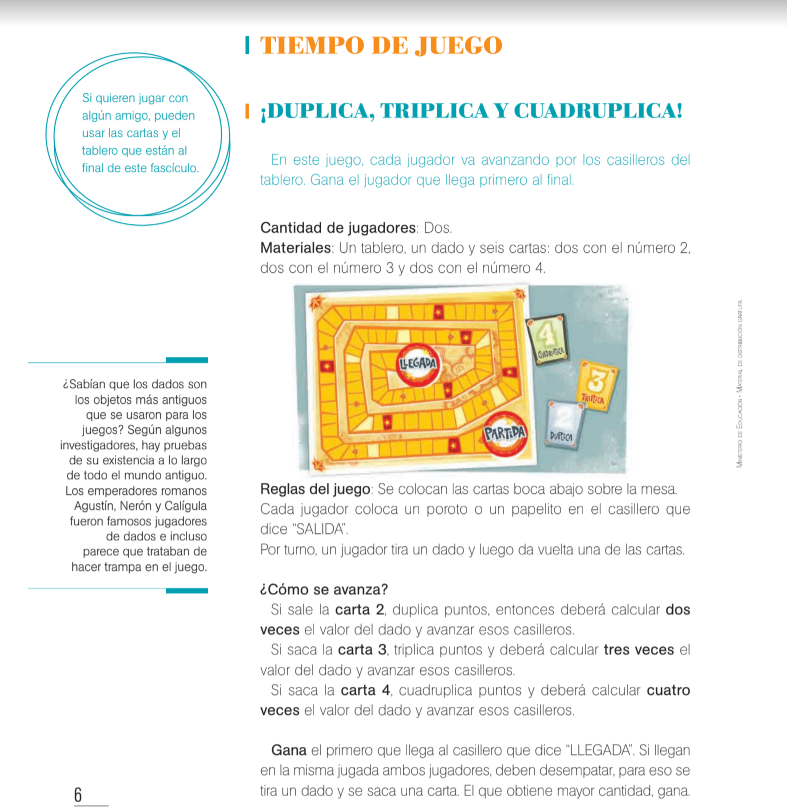 TIEMPO DE JUEGO
Si quieren jugar con
algún amigo, pueden
usar las cartas y el
tablero que están al
final de este fascículo.
¡DUPLICA, TRIPLICA Y CUADRUPLICA!
En este juego, cada jugador va avanzando por los casilleros del
tablero. Gana el jugador que llega primero al final.
Cantidad de jugadores: Dos.
Materiales: Un tablero, un dado y seis cartas: dos con el número 2,
dos con el número 3 y dos con el número 4.
LLEGADA
PARTIDA
4
CUADRUPLICA
3
TRIPLICA
2
DUPLICA
¿Sabían que los dados son
los objetos más antiguos
que se usaron para los
juegos? Según algunos
investigadores, hay pruebas
de su existencia a lo largo
de todo el mundo antiguo.
Los emperadores romanos
Agustín, Nerón y Calígula
fueron famosos jugadores
de dados e incluso
parece que trataban de
hacer trampa en el juego.
Reglas del juego: Se colocan las cartas boca abajo sobre la mesa.
Cada jugador coloca un poroto o un papelito en el casillero que
dice "SALIDA".
Por turno, un jugador tira un dado y luego da vuelta una de las cartas.
¿Cómo se avanza?
Si sale la carta 2, duplica puntos, entonces deberá calcular dos
veces el valor del dado y avanzar esos casilleros.
Si saca la carta 3, triplica puntos y deberá calcular tres veces el
valor del dado y avanzar esos casilleros.
Si saca la carta 4, cuadruplica puntos y deberá calcular cuatro
veces el valor del dado y avanzar esos casilleros.
Gana el primero que llega al casillero que dice "LLEGADA". Si llegan
en la misma jugada ambos jugadores, deben desempatar, para eso se
tira un dado y se saca una carta. El que obtiene mayor cantidad, gana.
Ministerio de Educación • Material de distribución gratuita
6